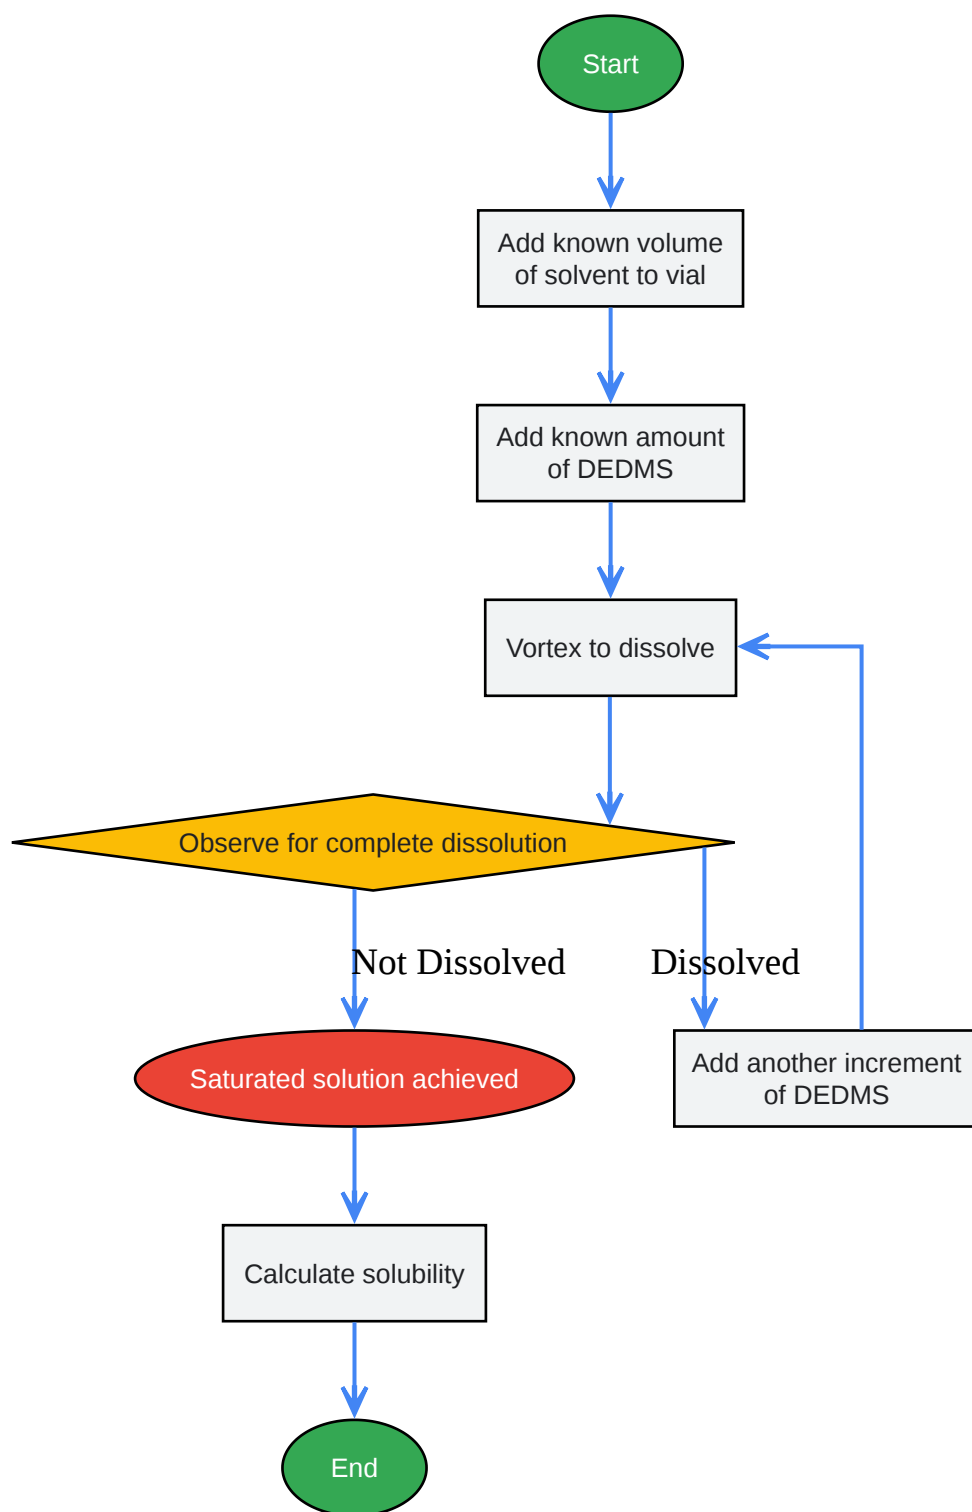 Start
Add known volume
of solvent to vial
Add known amount
of DEDMS
Vortex to dissolve
Observe for complete dissolution
Not Dissolved
Dissolved
Saturated solution achieved
Add another increment
of DEDMS
Calculate solubility
End